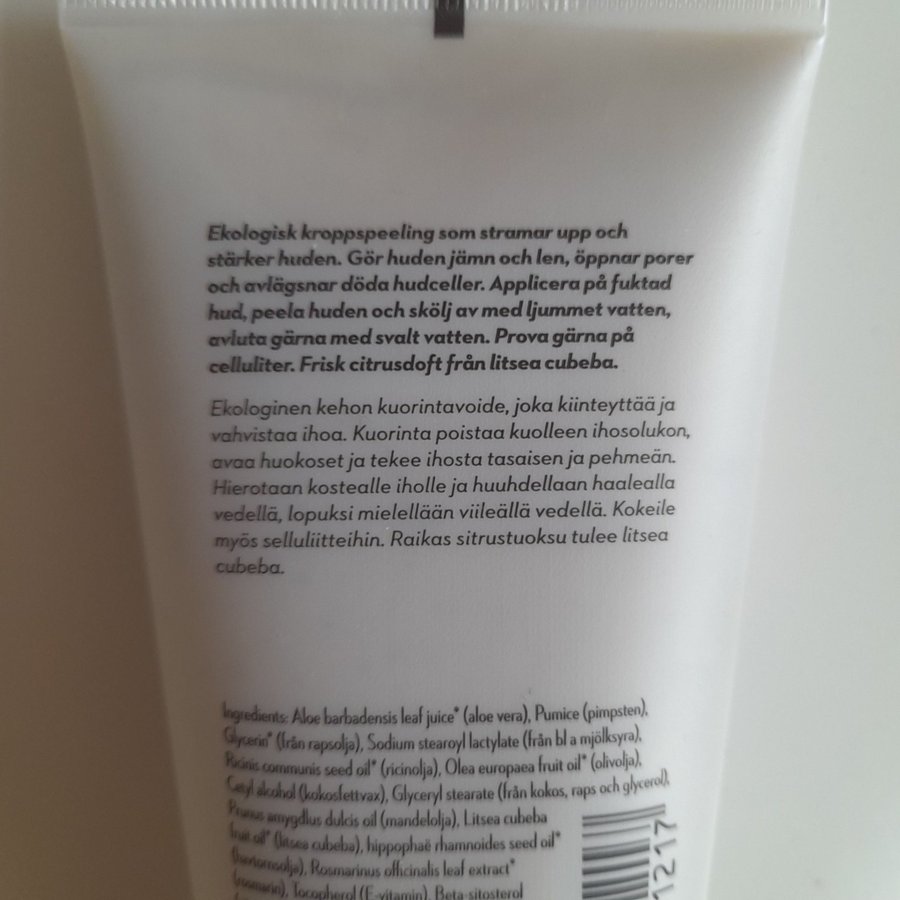 Ekologisk kroppspeeling som stramar upp och
stärker huden. Gör huden jämn och len, öppnar porer
och avlägsnar döda hudceller. Applicera på fuktad
hud, peela huden och skölj av med ljummet vatten,
avluta gärna med svalt vatten. Prova gärna på
celluliter. Frisk citrusdoft från litsea cubeba.
Ekologinen kehon kuorintavoide, joka kiinteyttää ja
vahvistaa ihoa. Kuorinta poistaa kuolleen ihosolukon,
avaa huokoset ja tekee ihosta tasaisen ja pehmeän.
Hierotaan kostealle iholle ja huuhdellaan haalealla
vedellä, lopuksi mielellään viileällä vedellä. Kokeile
myös selluliitteihin. Raikas sitrustuoksu tulee litsea
cubeba.
Ingredients: Aloe barbadensis leaf juice* (aloe vera), Pumice (pimpsten),
Glycerin* (från rapsolja), Sodium stearoyl lactylate (från bl a mjölksyra),
Ricinis communis seed oil* (ricinolja), Olea europaea fruit oil* (olivolja),
Cetyl alcohol (kokosfettvax), Glyceryl stearate (från kokos, raps och glycerol),
Prunus amygdlus dulcis oil (mandelolja), Litsea cubeba
fruit oil* (litsea cubeba), hippophaë rhamnoides seed oil*
(havtornsolja), Rosmarinus officinalis leaf extract*
(rosmarin), Tocopherol (E-vitamin), Beta-sitosterol
1217